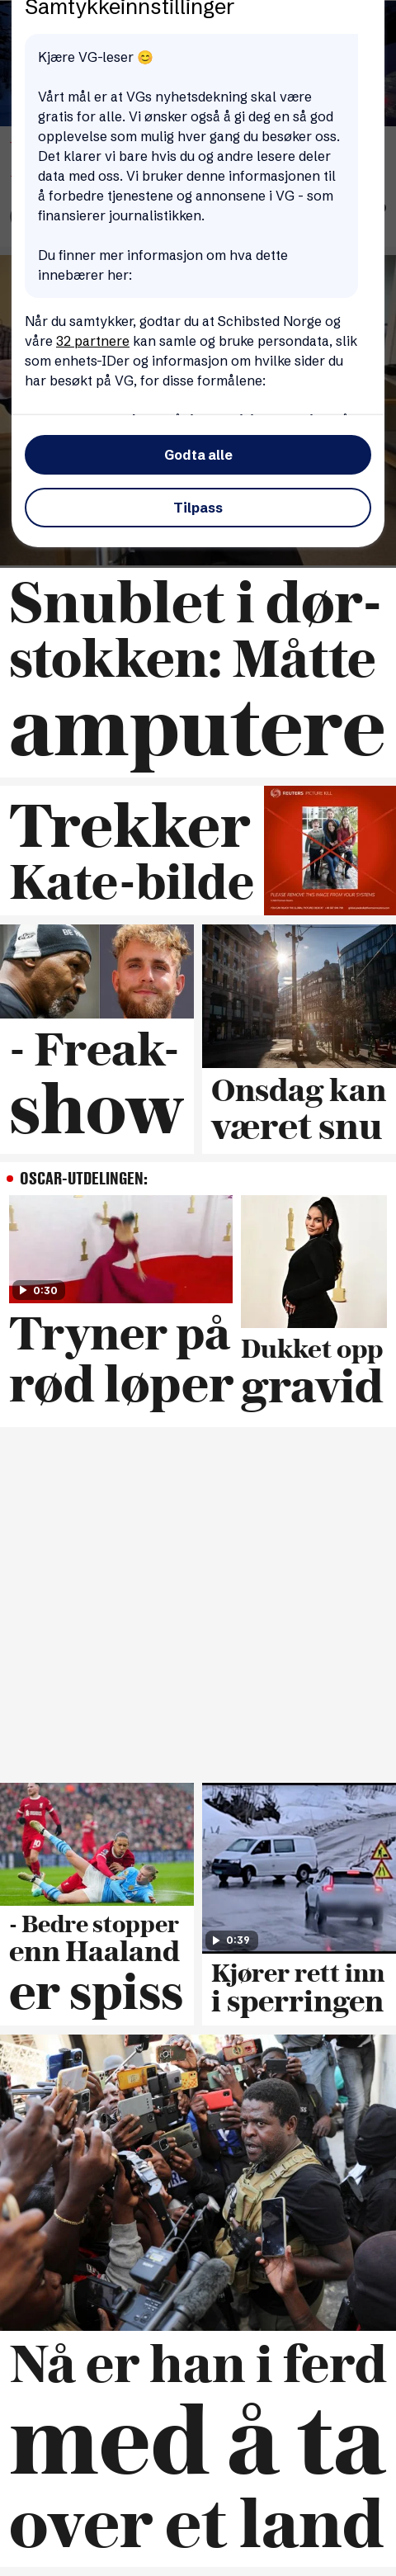 Samtykkeinnstillinger
Kjære VG-leser 😊
Vårt mål er at VGs nyhetsdekning skal være
gratis for alle. Vi ønsker også å gi deg en så god
opplevelse som mulig hver gang du besøker oss.
Det klarer vi bare hvis du og andre lesere deler
data med oss. Vi bruker denne informasjonen til
å forbedre tjenestene og annonsene i VG - som
finansierer journalistikken.
Du finner mer informasjon om hva dette
innebærer her:
Når du samtykker, godtar du at Schibsted Norge og
våre 32 partnere kan samle og bruke persondata, slik
som enhets-IDer og informasjon om hvilke sider du
har besøkt på VG, for disse formålene:
Godta alle
Tilpass
Snublet i dør-
stokken: Måtte
amputere
Trekker
Kate-bilde
REUTERS PICTURE KILL
PLEASE REMOVE THIS IMAGE FROM YOUR SYSTEMS
- Freak-
show
Onsdag kan
været snu
OSCAR-UTDELINGEN:
0:30
Tryner på
rød løper
Dukket opp
gravid
- Bedre stopper
enn Haaland
er spiss
0:39
Kjører rett inn
i sperringen
Nå er han i ferd
med å ta
over et land